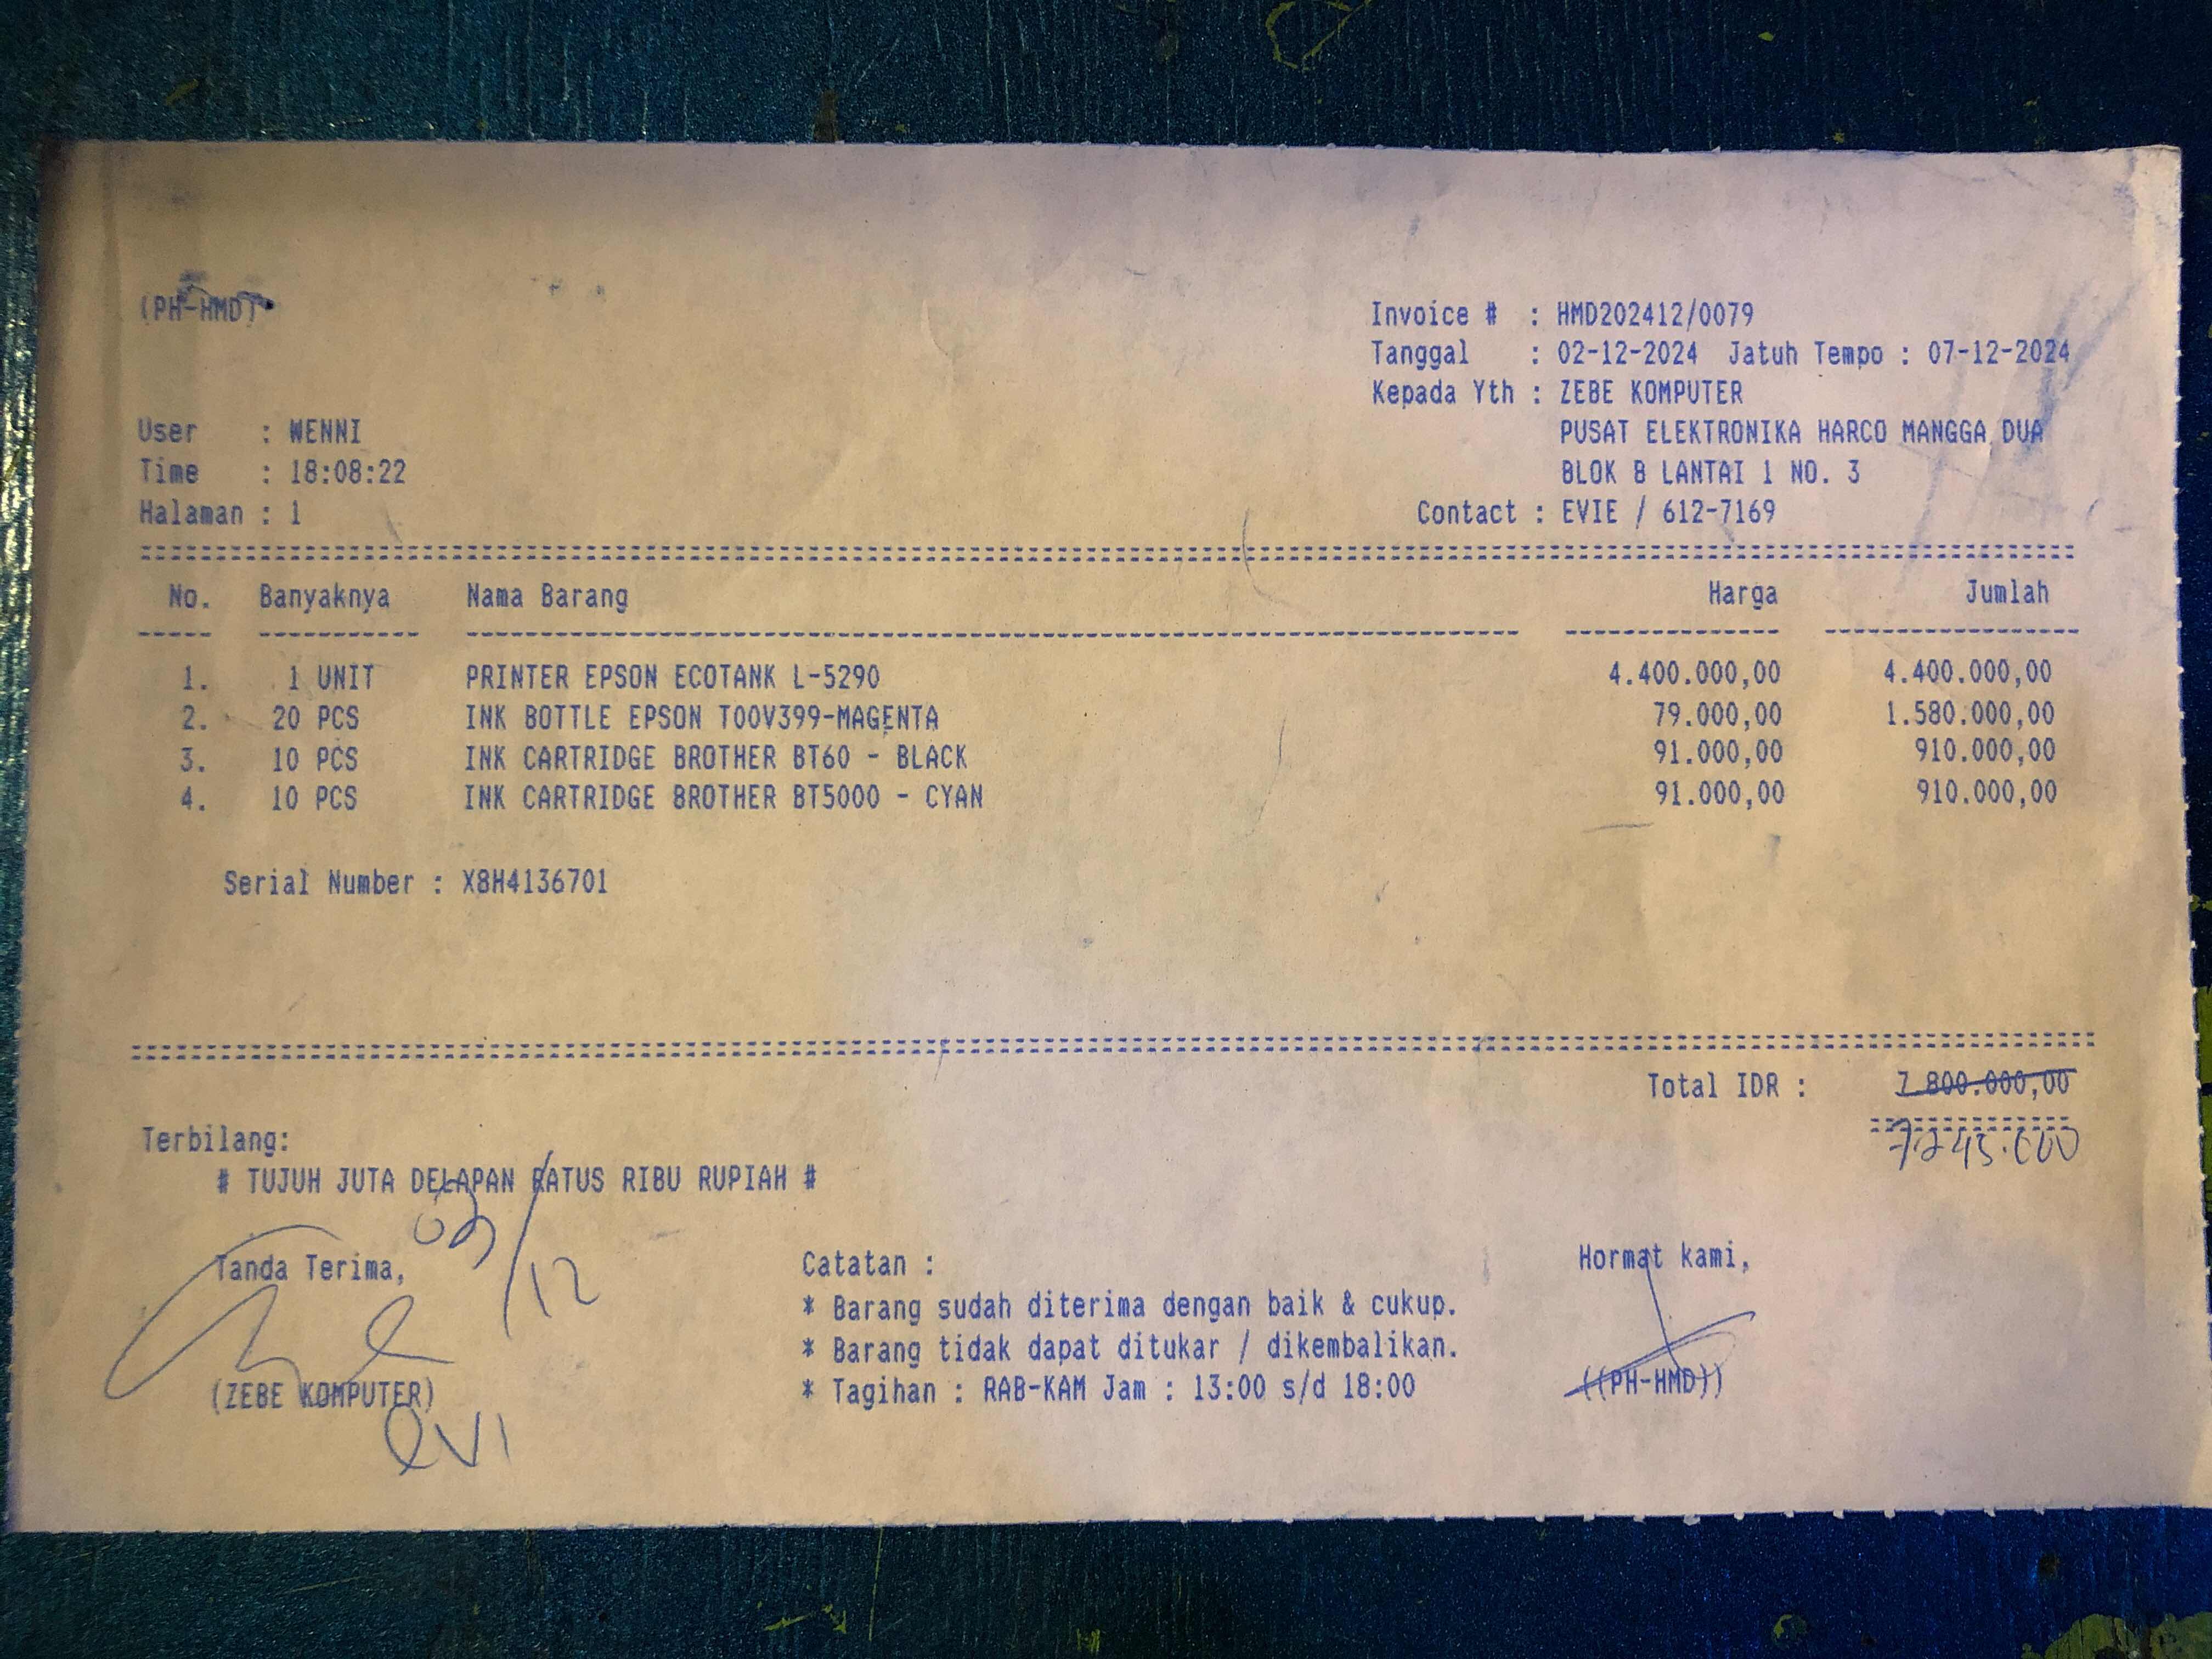 (PH-HMD)
Invoice # : HMD202412/0079
Tanggal : 02-12-2024 Jatuh Tempo : 07-12-2024
Kepada Yth : ZEBE KOMPUTER
User : WENNI
PUSAT ELEKTRONIKA HARCO MANGGA DUA
Time : 18:08:22
BLOK B LANTAI 1 NO. 3
Halaman : 1
Contact : EVIE / 612-7169
No. Banyaknya Nama Barang Harga Jumlah
1. 1 UNIT PRINTER EPSON ECOTANK L-5290 4.400.000,00 4.400.000,00
2. 20 PCS INK BOTTLE EPSON T00V399-MAGENTA 79.000,00 1.580.000,00
3. 10 PCS INK CARTRIDGE BROTHER BT60 - BLACK 91.000,00 910.000,00
4. 10 PCS INK CARTRIDGE BROTHER BT5000 - CYAN 91.000,00 910.000,00
Serial Number : X8H4136701
Total IDR : 7.800.000,00
Terbilang:
# TUJUH JUTA DELAPAN RATUS RIBU RUPIAH #
Tanda Terima,
/12
Catatan :
Hormat kami,
* Barang sudah diterima dengan baik & cukup.
* Barang tidak dapat ditukar / dikembalikan.
(ZEBE KOMPUTER)
* Tagihan : RAB-KAM Jam : 13:00 s/d 18:00
((PH-HMD))
evi